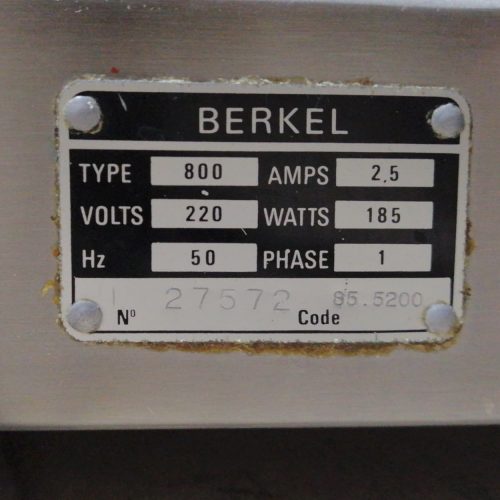 BERKEL
TYPE 800 AMPS 2,5
VOLTS 220 WATTS 185
Hz 50 PHASE 1
27572 85.5200
Nº Code